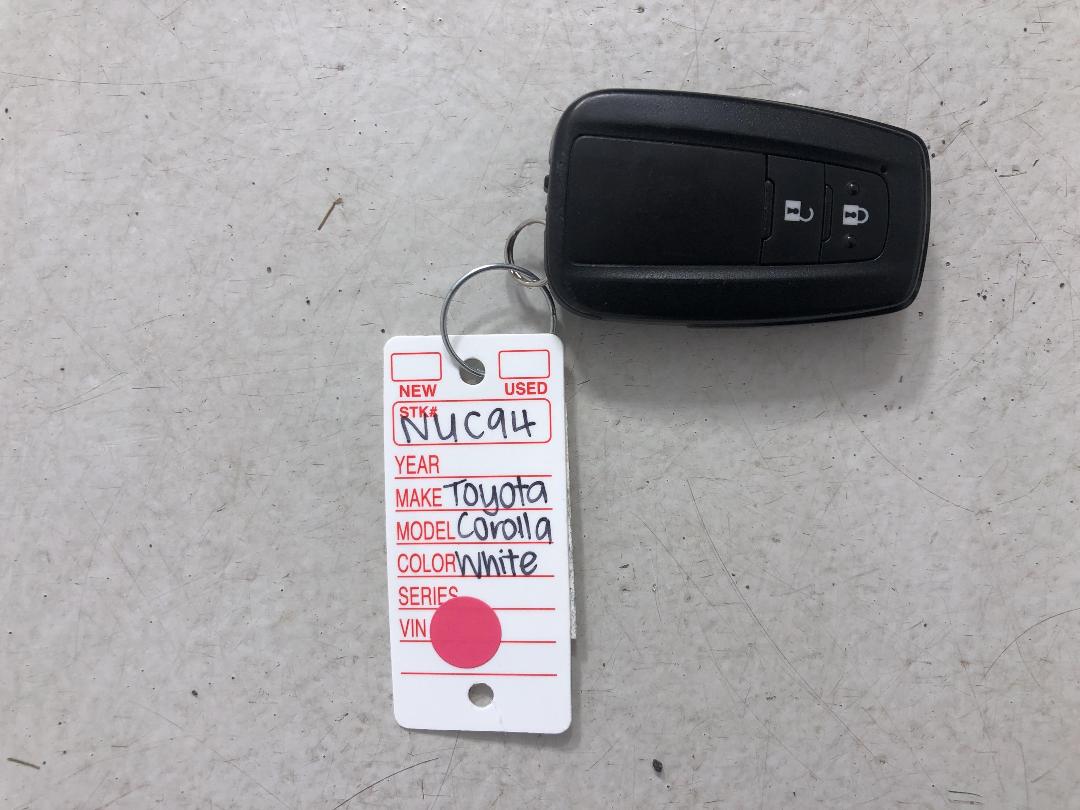 NEW USED
STK#
NUC94
YEAR
MAKE Toyota
MODEL Corolla
COLOR White
SERIES
VIN